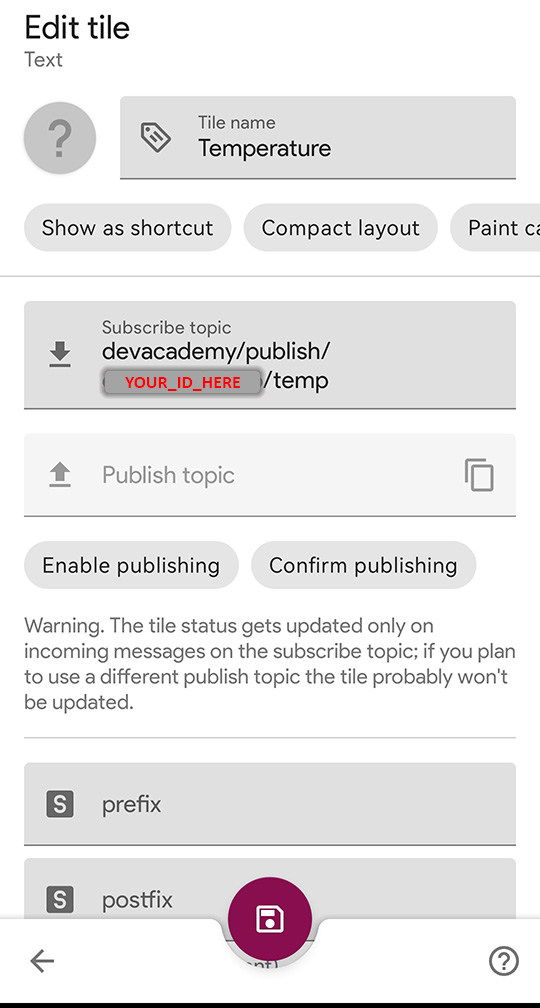 Edit tile
Text
?
Tile name
Temperature
Show as shortcut
Compact layout
Paint
Subscribe topic
devacademy/publish/
YOUR_ID_HERE /temp
Publish topic
Enable publishing
Confirm publishing
Warning. The tile status gets updated only on
incoming messages on the subscribe topic; if you plan
to use a different publish topic the tile probably won't
be updated.
S prefix
S postfix
?